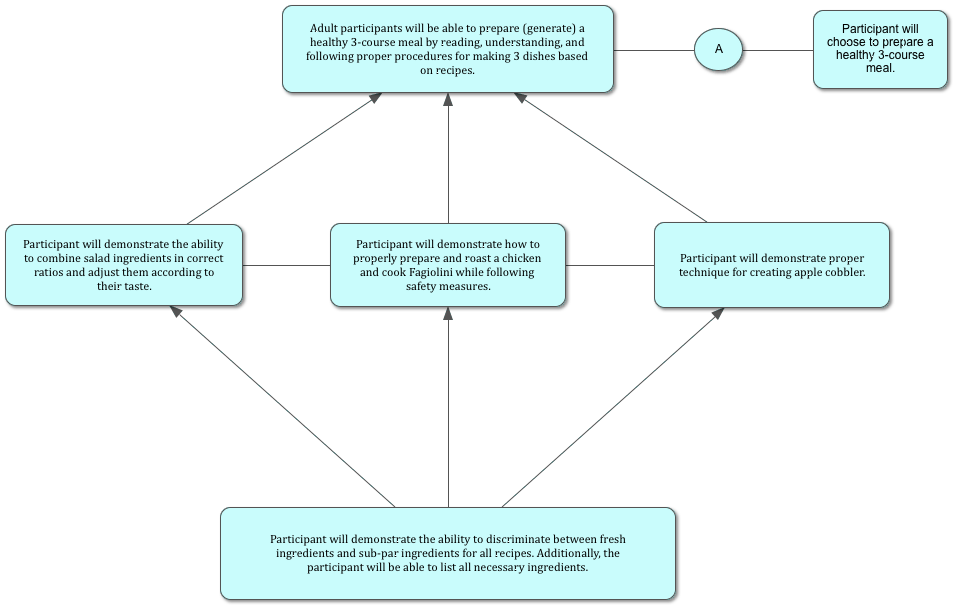 Adult participants will be able to prepare (generate) a
healthy 3-course meal by reading, understanding, and
following proper procedures for making 3 dishes based
on recipes.
A
Participant will
choose to prepare a
healthy 3-course
meal.
Participant will demonstrate the ability
to combine salad ingredients in correct
ratios and adjust them according to
their taste.
Participant will demonstrate how to
properly prepare and roast a chicken
and cook Fagiolini while following
safety measures.
Participant will demonstrate proper
technique for creating apple cobbler.
Participant will demonstrate the ability to discriminate between fresh
ingredients and sub-par ingredients for all recipes. Additionally, the
participant will be able to list all necessary ingredients.